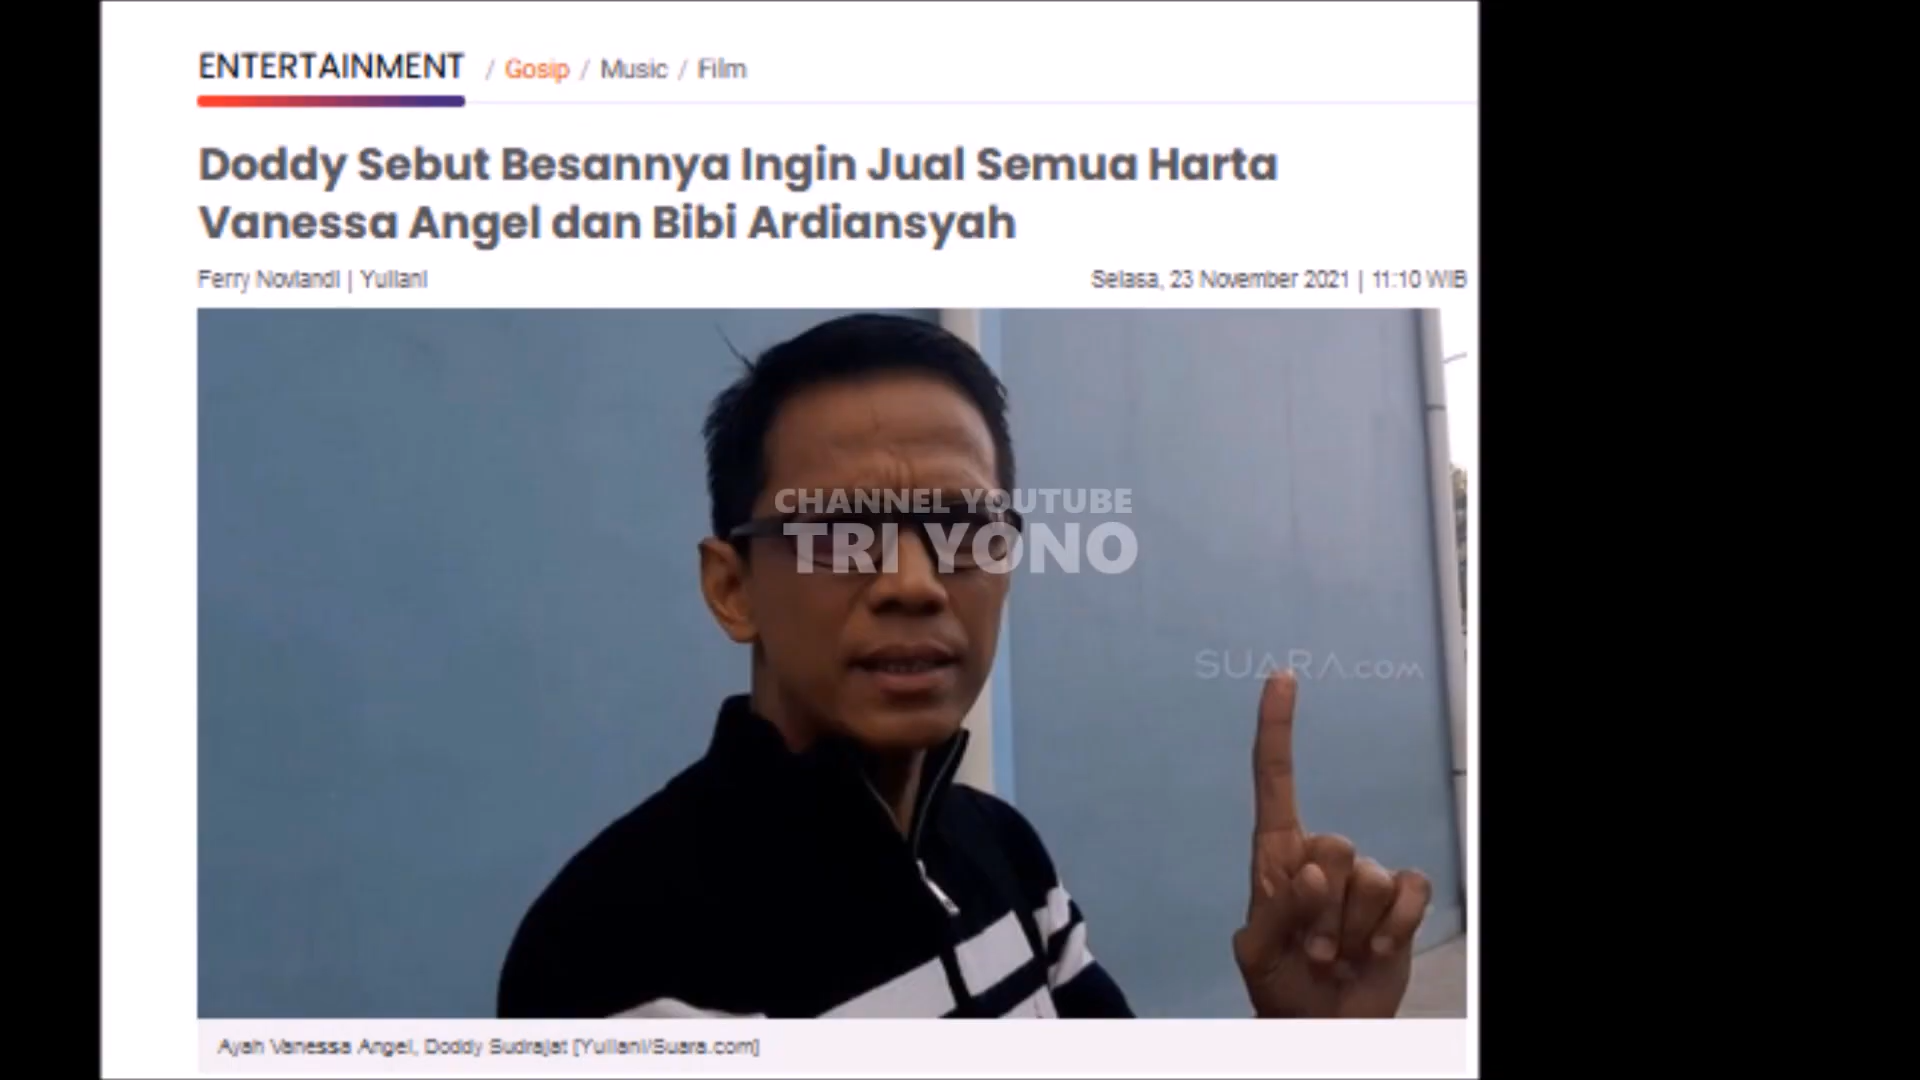 ENTERTAINMENT / Gosip / Music / Film
Doddy Sebut Besannya Ingin Jual Semua Harta
Vanessa Angel dan Bibi Ardiansyah
Ferry Noviandi | Yuliani
Selasa, 23 November 2021 | 11:10 WIB
CHANNEL YOUTUBE
TRI YONO
SUARA.com
Ayah Vanessa Angel, Doddy Sudrajat [Yuliani/Suara.com]